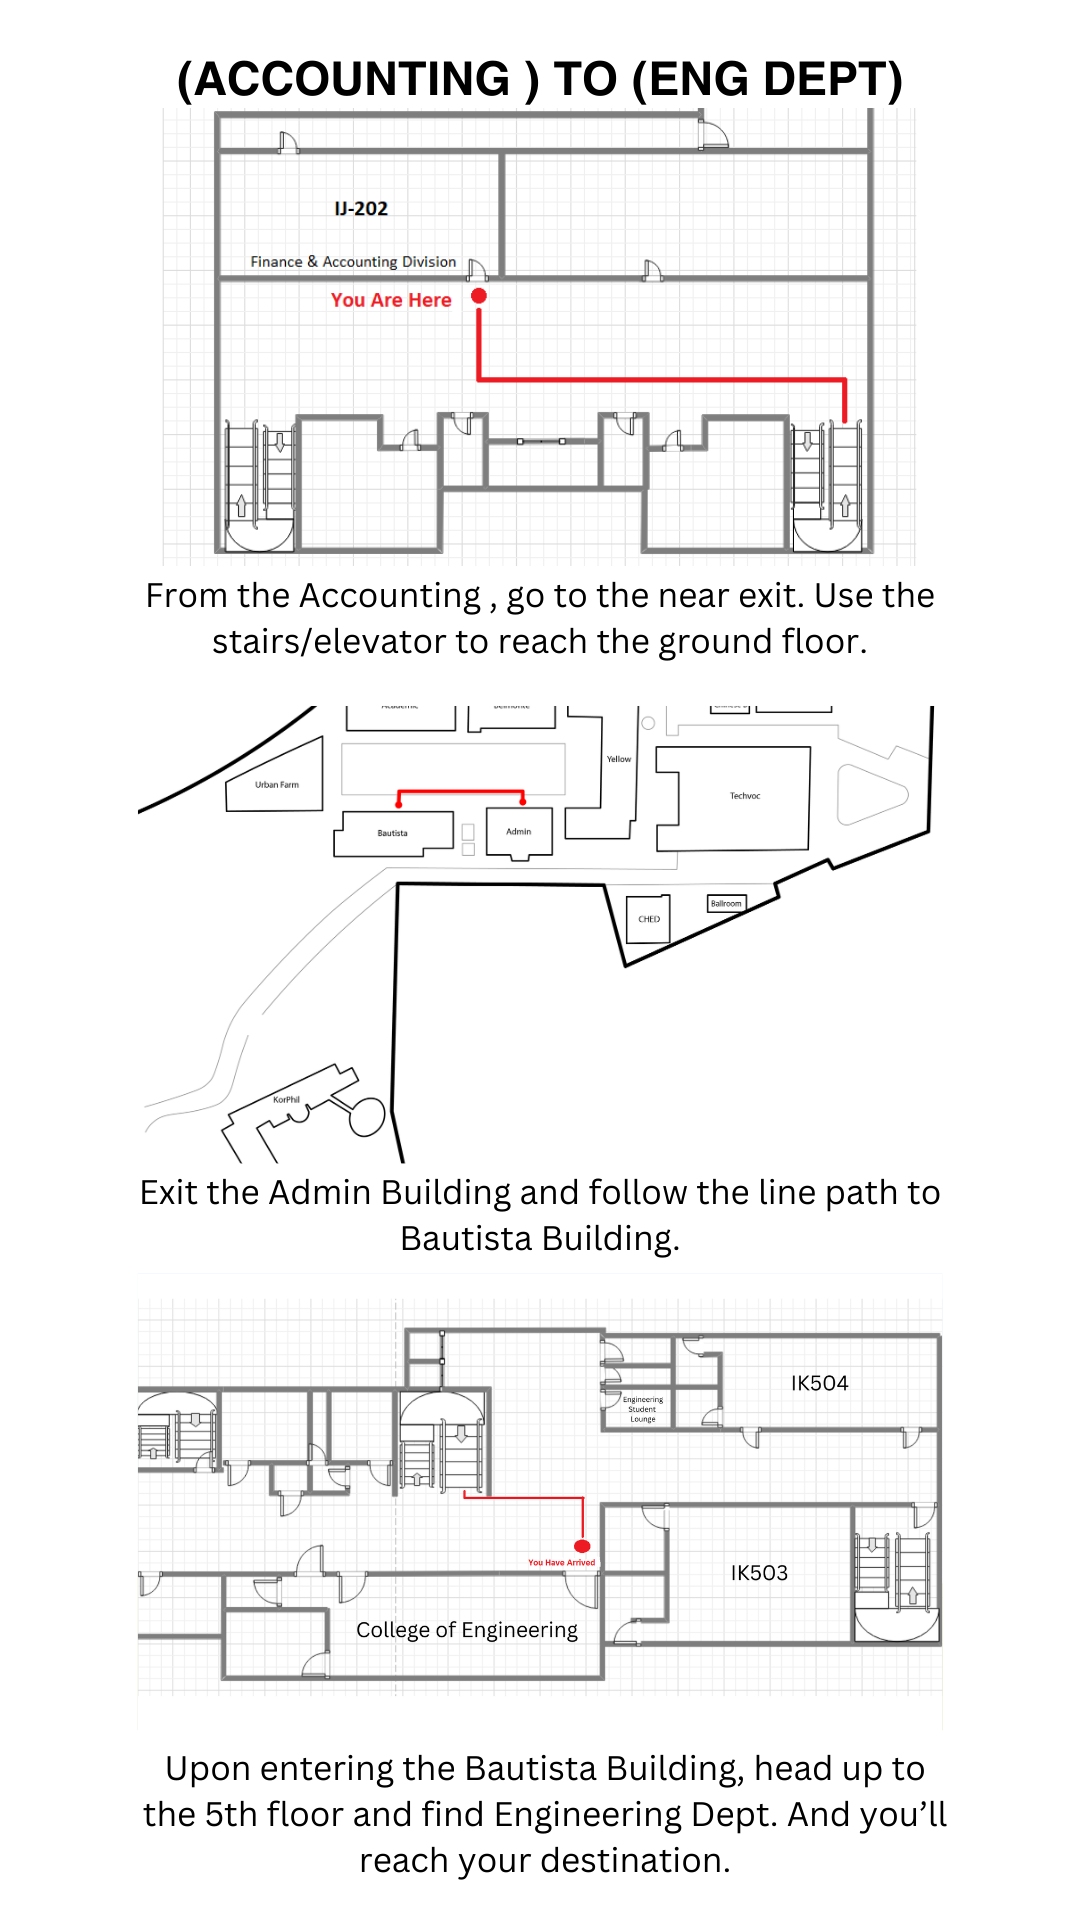 (ACCOUNTING ) TO (ENG DEPT)
IJ-202
Finance & Accounting Division
You Are Here
From the Accounting , go to the near exit. Use the
stairs/elevator to reach the ground floor.
Academic
Belmonte
Yellow
Urban Farm
Techvoc
Bautista
Admin
CHED
Ballroom
KorPhil
Exit the Admin Building and follow the line path to
Bautista Building.
IK504
Engineering
Student
Lounge
You Have Arrived
IK503
College of Engineering
Upon entering the Bautista Building, head up to
the 5th floor and find Engineering Dept. And you’ll
reach your destination.